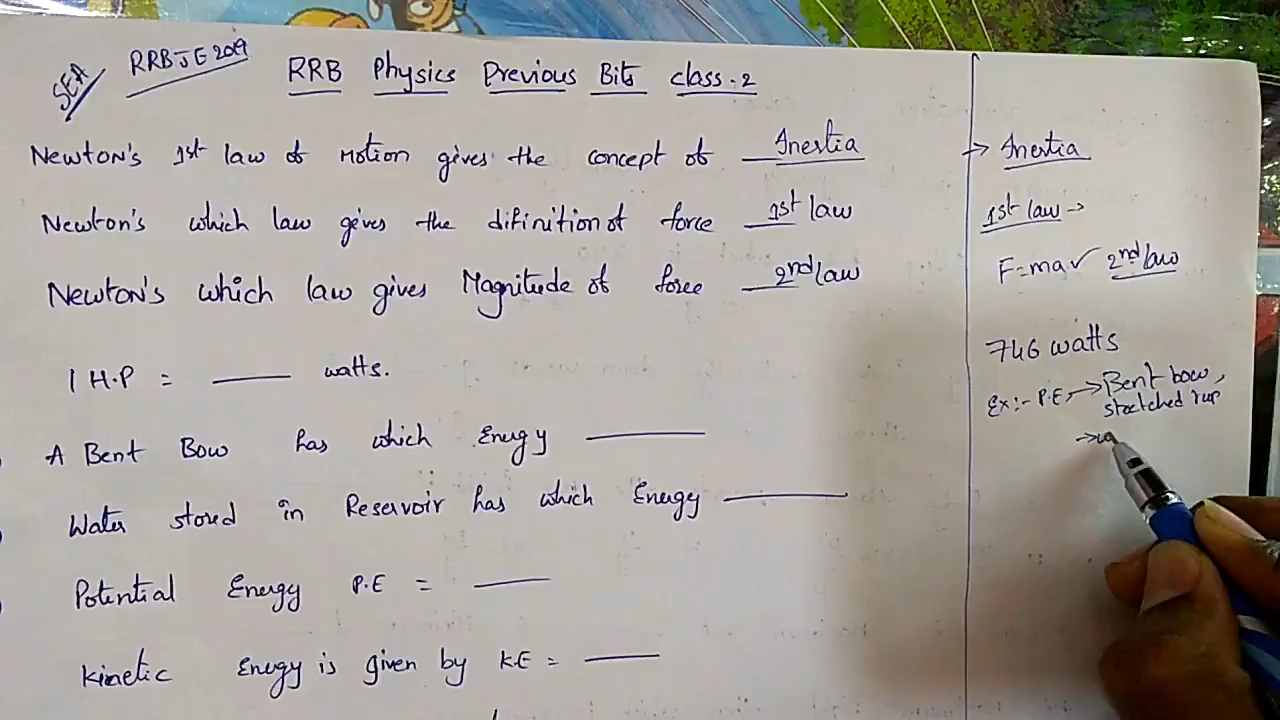 SEA RRB JE 2019 RRB Physics Previous Bits class-2
Newton's 1st law of Motion gives the concept of Inertia
Newton's which law gives the difinition of force 1st law
Newton's which law gives Magnitude of force 2nd law
1 H.P = ____ watts.
A Bent Bow has which Energy ____
Water stored in Reservoir has which Energy ____
Potential Energy P.E = ____
Kinetic Energy is given by K.E = ____
→ Inertia
1st law →
F=ma✓ 2nd law
746 watts
Ex:- P.E, → Bent bow,
stretched rup
→ w